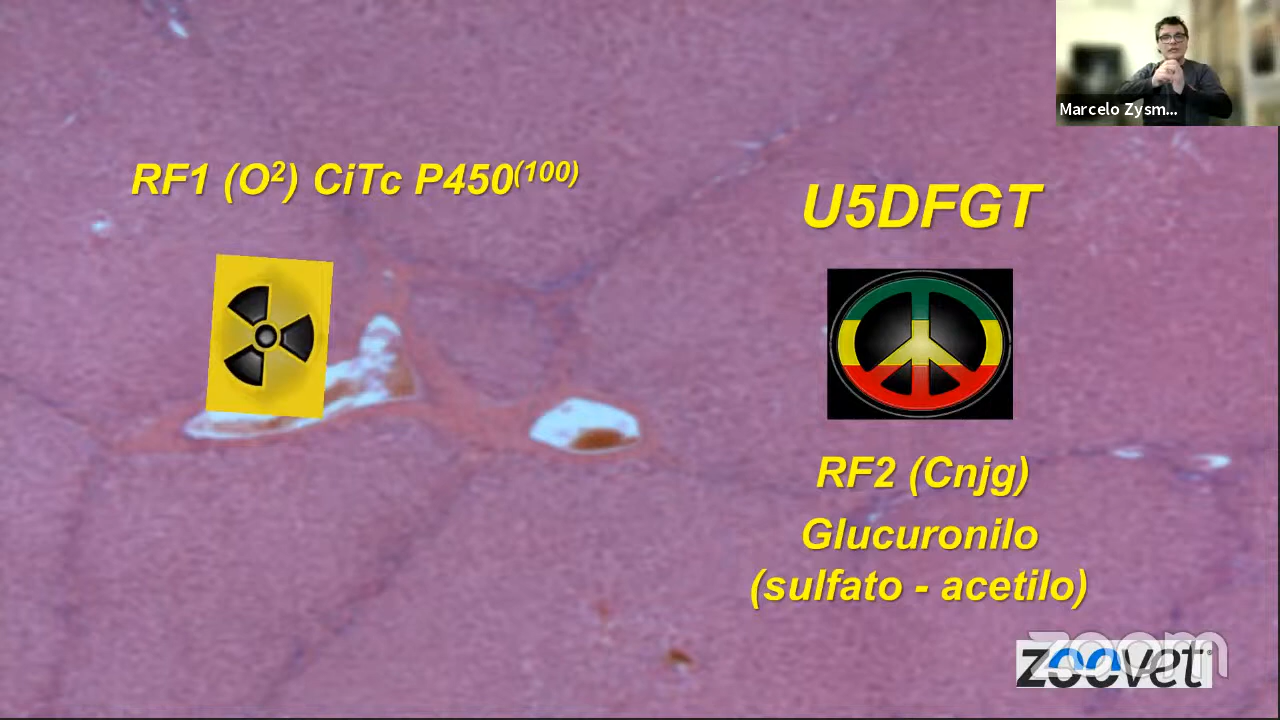 Marcelo Zysm...
RF1 (O²) CiTc P450⁽¹⁰⁰⁾
U5DFGT
RF2 (Cnjg)
Glucuronilo
(sulfato - acetilo)
zoom
zoovet